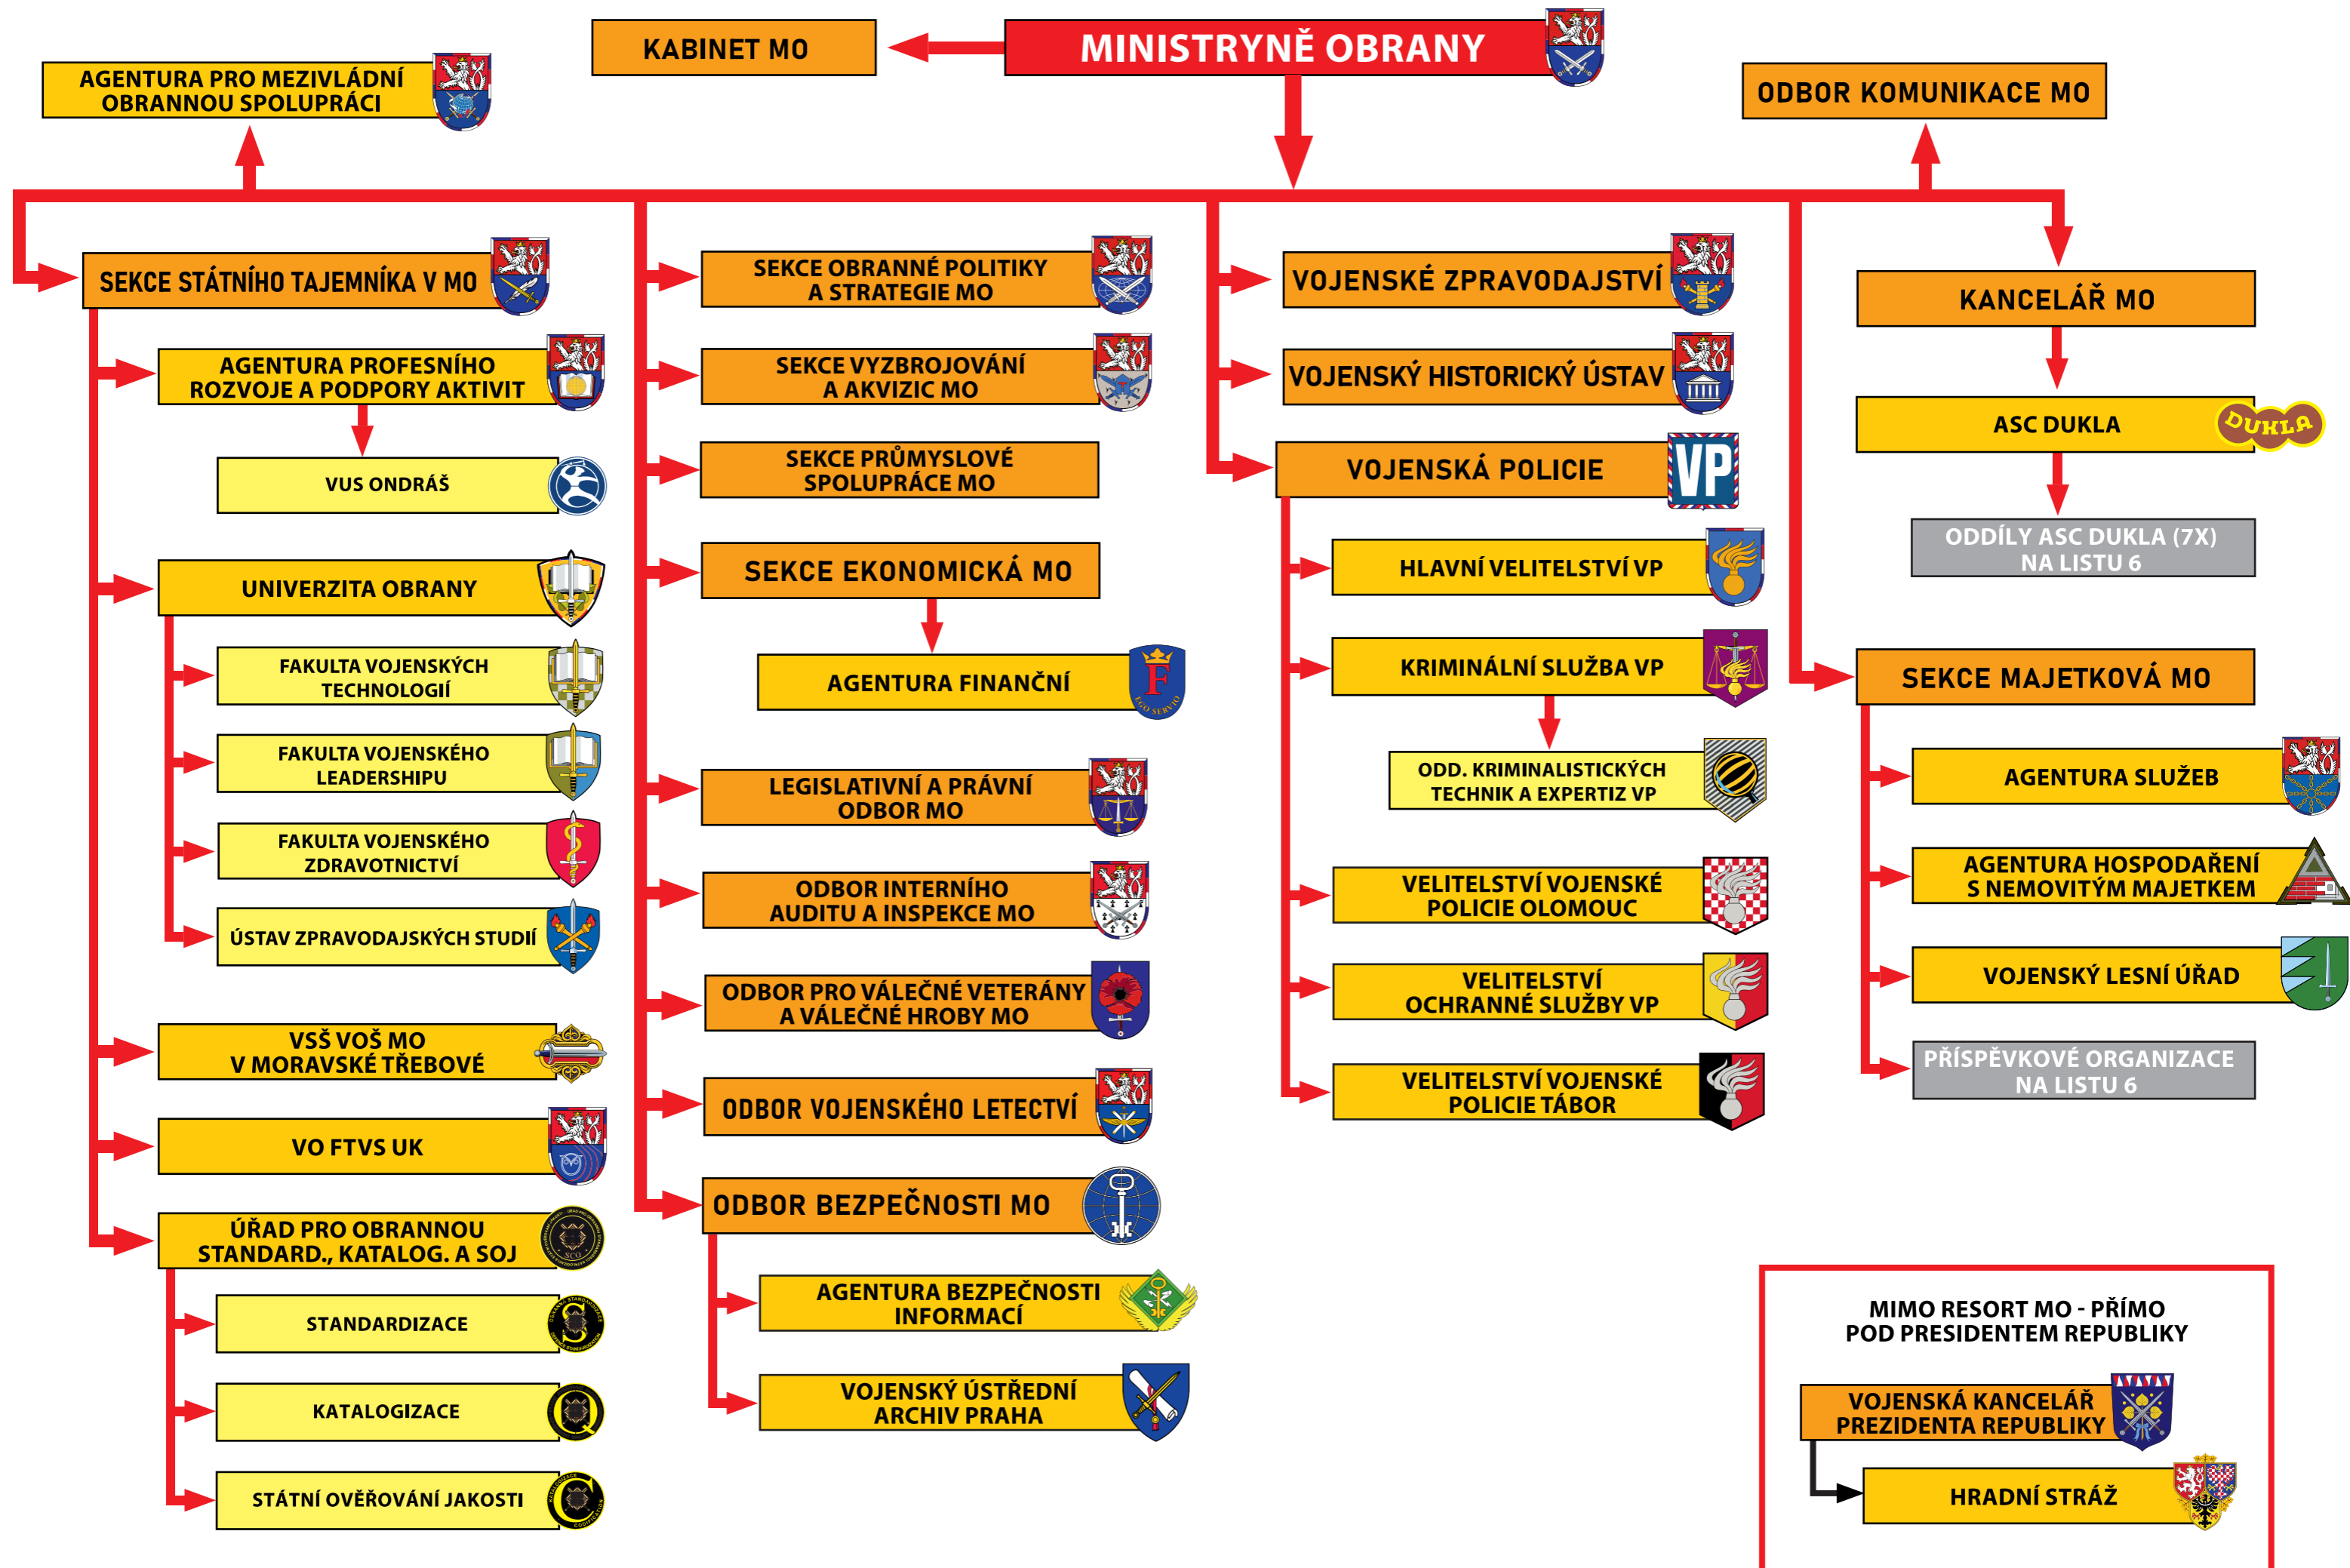 KABINET MO
MINISTRYNĚ OBRANY
AGENTURA PRO MEZIVLÁDNÍ
OBRANNOU SPOLUPRÁCI
ODBOR KOMUNIKACE MO
SEKCE STÁTNÍHO TAJEMNÍKA V MO
AGENTURA PROFESNÍHO
ROZVOJE A PODPORY AKTIVIT
VUS ONDRÁŠ
UNIVERZITA OBRANY
FAKULTA VOJENSKÝCH
TECHNOLOGIÍ
FAKULTA VOJENSKÉHO
LEADERSHIPU
FAKULTA VOJENSKÉHO
ZDRAVOTNICTVÍ
ÚSTAV ZPRAVODAJSKÝCH STUDIÍ
VSŠ VOŠ MO
V MORAVSKÉ TŘEBOVÉ
VO FTVS UK
ÚŘAD PRO OBRANNOU
STANDARD., KATALOG. A SOJ
SCO
STANDARDIZACE
S
KATALOGIZACE
Q
STÁTNÍ OVĚŘOVÁNÍ JAKOSTI
C
SEKCE OBRANNÉ POLITIKY
A STRATEGIE MO
SEKCE VYZBROJOVÁNÍ
A AKVIZIC MO
SEKCE PRŮMYSLOVÉ
SPOLUPRÁCE MO
SEKCE EKONOMICKÁ MO
AGENTURA FINANČNÍ
F
EGO SERVIO
LEGISLATIVNÍ A PRÁVNÍ
ODBOR MO
ODBOR INTERNÍHO
AUDITU A INSPEKCE MO
ODBOR PRO VÁLEČNÉ VETERÁNY
A VÁLEČNÉ HROBY MO
ODBOR VOJENSKÉHO LETECTVÍ
ODBOR BEZPEČNOSTI MO
AGENTURA BEZPEČNOSTI
INFORMACÍ
VOJENSKÝ ÚSTŘEDNÍ
ARCHIV PRAHA
VOJENSKÉ ZPRAVODAJSTVÍ
VOJENSKÝ HISTORICKÝ ÚSTAV
VOJENSKÁ POLICIE
VP
HLAVNÍ VELITELSTVÍ VP
KRIMINÁLNÍ SLUŽBA VP
ODD. KRIMINALISTICKÝCH
TECHNIK A EXPERTIZ VP
VELITELSTVÍ VOJENSKÉ
POLICIE OLOMOUC
VELITELSTVÍ
OCHRANNÉ SLUŽBY VP
VELITELSTVÍ VOJENSKÉ
POLICIE TÁBOR
KANCELÁŘ MO
ASC DUKLA
DUKLA
ODDÍLY ASC DUKLA (7X)
NA LISTU 6
SEKCE MAJETKOVÁ MO
AGENTURA SLUŽEB
AGENTURA HOSPODAŘENÍ
S NEMOVITÝM MAJETKEM
VOJENSKÝ LESNÍ ÚŘAD
PŘÍSPĚVKOVÉ ORGANIZACE
NA LISTU 6
MIMO RESORT MO - PŘÍMO
POD PRESIDENTEM REPUBLIKY
VOJENSKÁ KANCELÁŘ
PREZIDENTA REPUBLIKY
HRADNÍ STRÁŽ